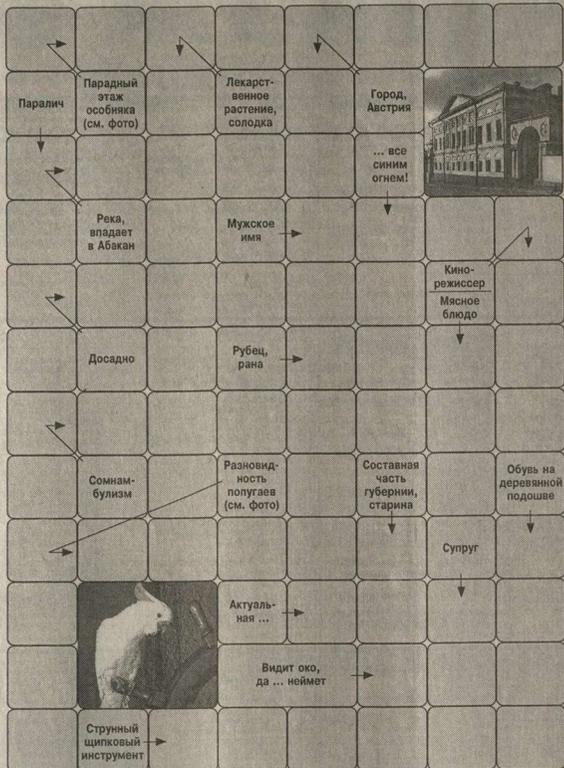 Паралич
Парадный
этаж
особняка
(см. фото)
Лекарст-
венное
растение,
солодка
Город,
Австрия
... все
синим
огнем!
Река,
впадает
в Абакан
Мужское
имя
Кино-
режиссер
Мясное
блюдо
Досадно
Рубец,
рана
Сомнам-
булизм
Разновид-
ность
попугаев
(см. фото)
Составная
часть
губернии,
старина
Обувь на
деревянной
подошве
Супруг
Актуаль-
ная ...
Видит око,
да ... неймет
Струнный
щипковый
инструмент